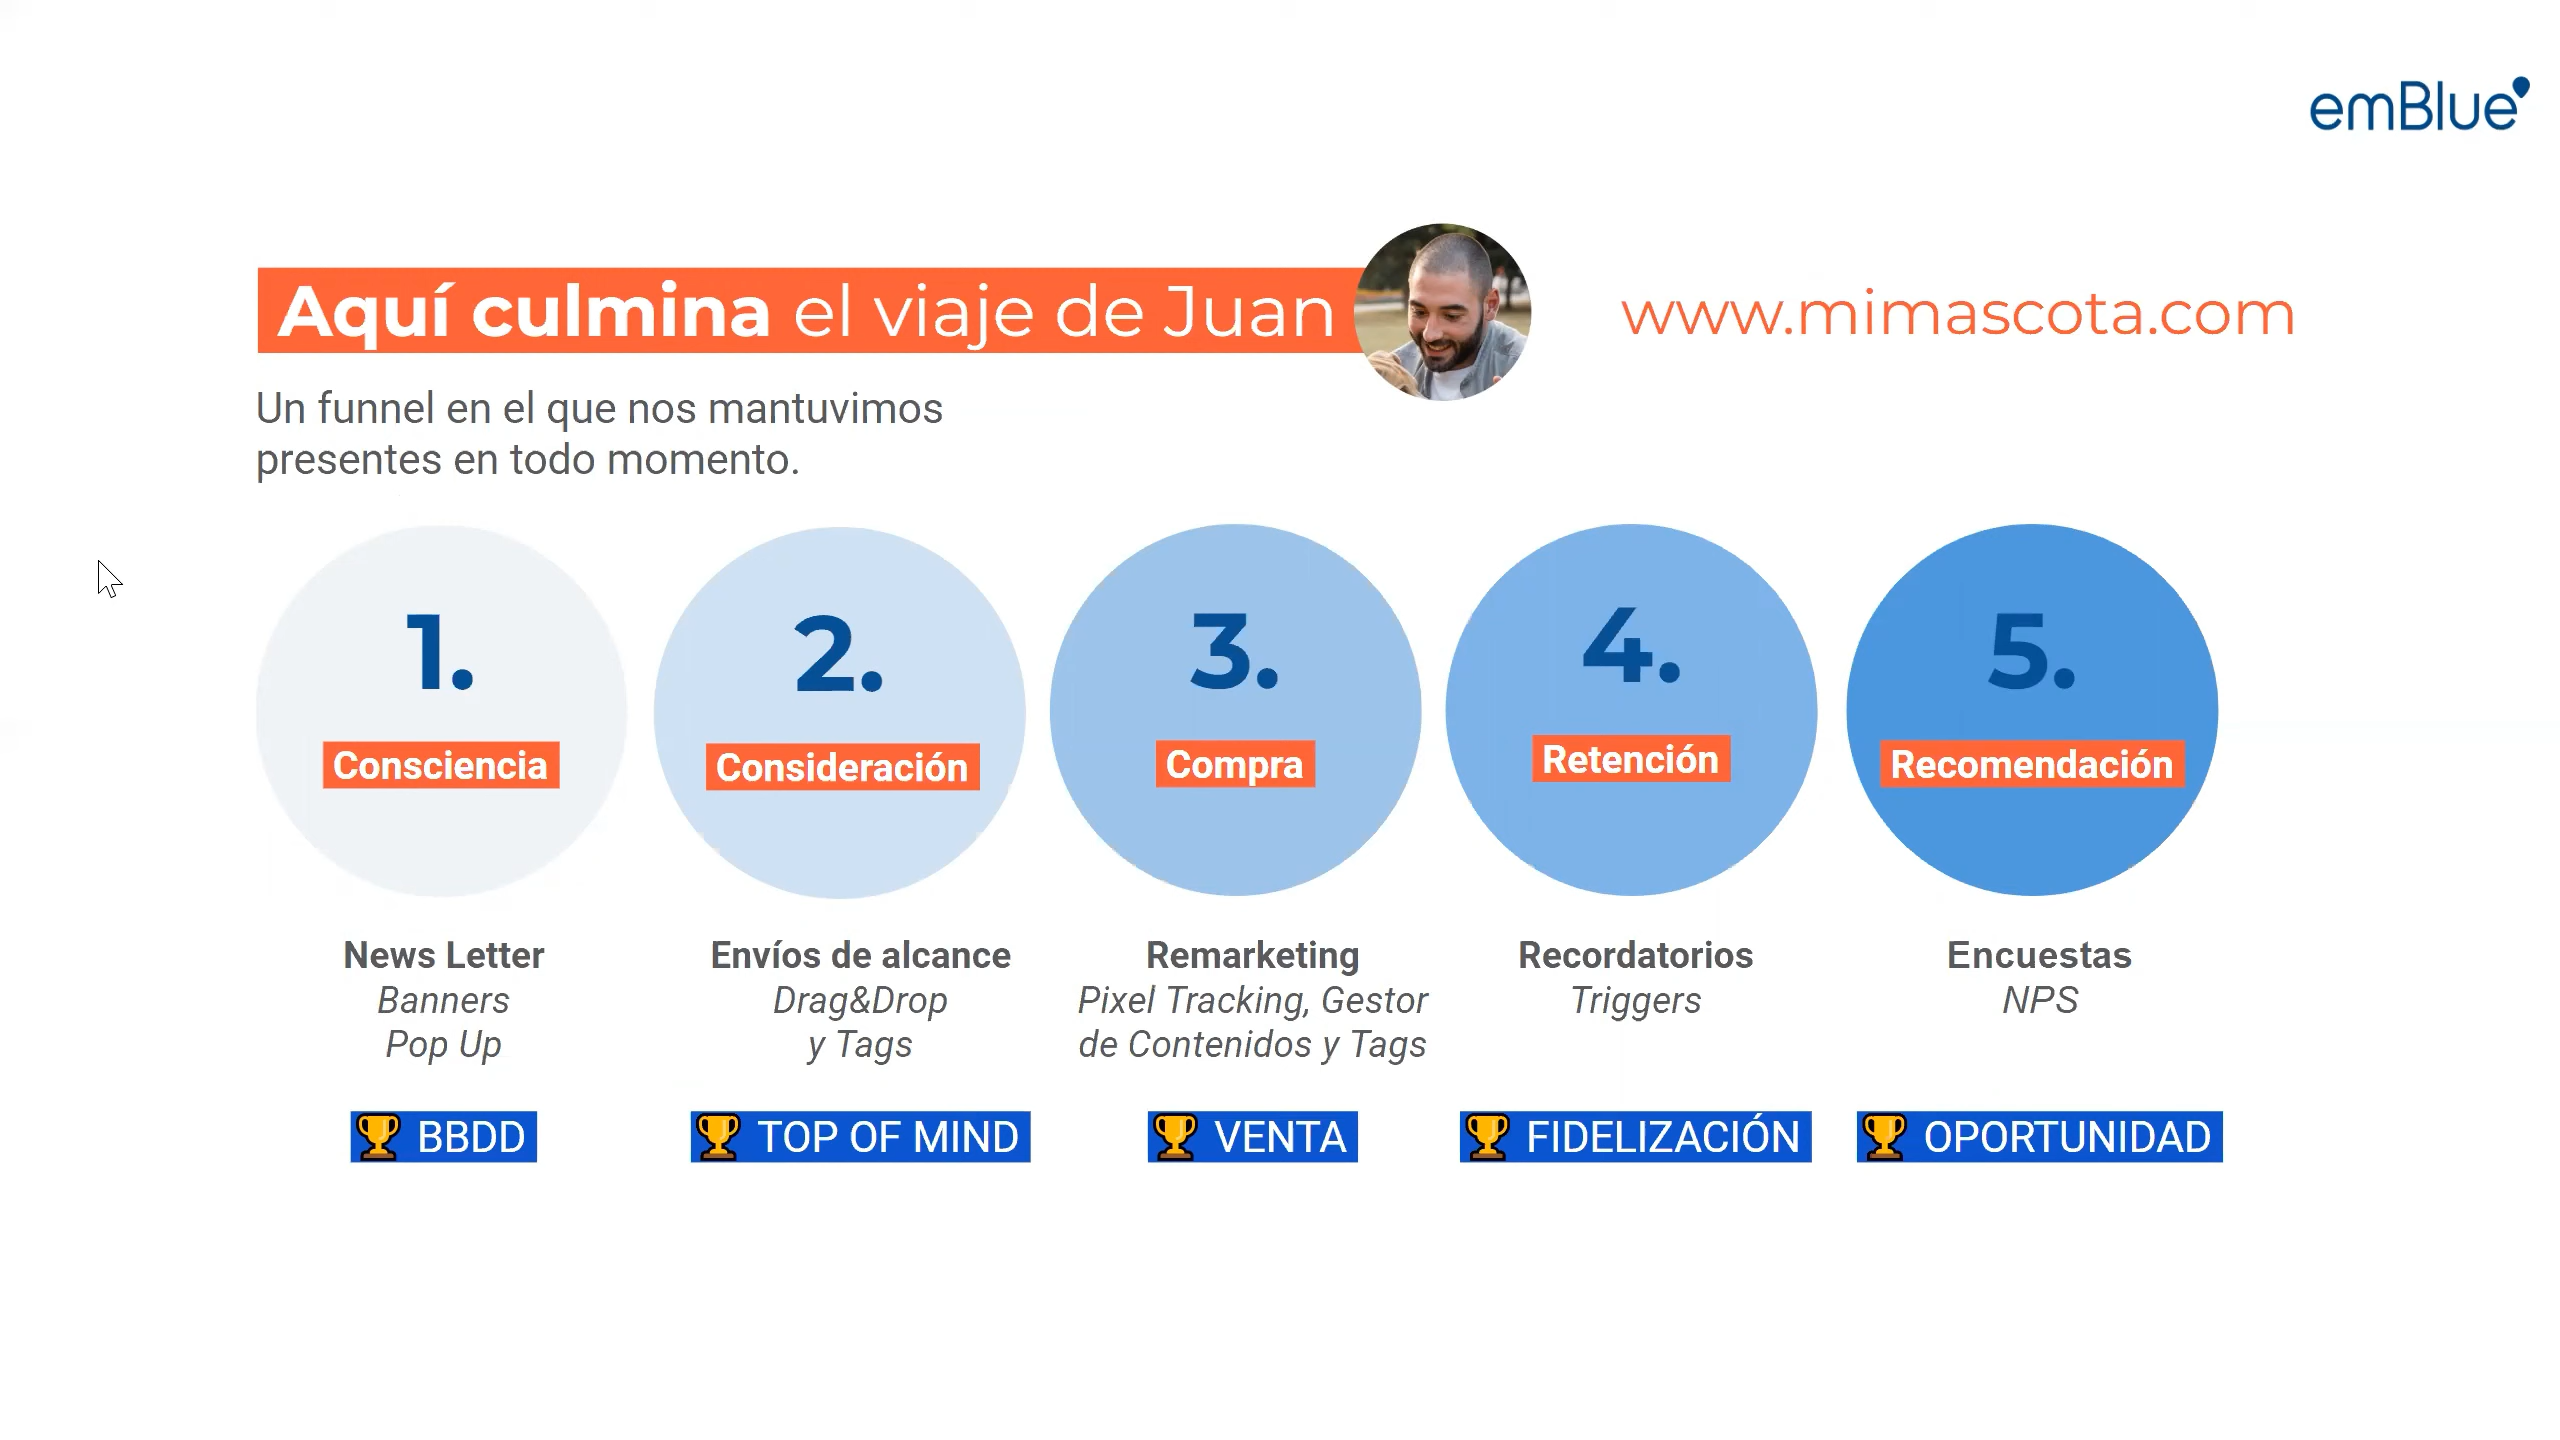 emBlue
Aquí culmina el viaje de Juan
www.mimascota.com
Un funnel en el que nos mantuvimos
presentes en todo momento.
1.
Consciencia
News Letter
Banners
Pop Up
BBDD
2.
Consideración
Envíos de alcance
Drag&Drop
y Tags
TOP OF MIND
3.
Compra
Remarketing
Pixel Tracking, Gestor
de Contenidos y Tags
VENTA
4.
Retención
Recordatorios
Triggers
FIDELIZACIÓN
5.
Recomendación
Encuestas
NPS
OPORTUNIDAD